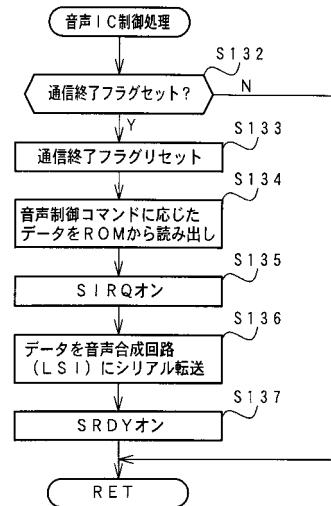 音声IC制御処理
S132
通信終了フラグセット？
N
Y
S133
通信終了フラグリセット
S134
音声制御コマンドに応じた
データをROMから読み出し
S135
SIRQオン
S136
データを音声合成回路
(LSI)にシリアル転送
S137
SRDYオン
RET